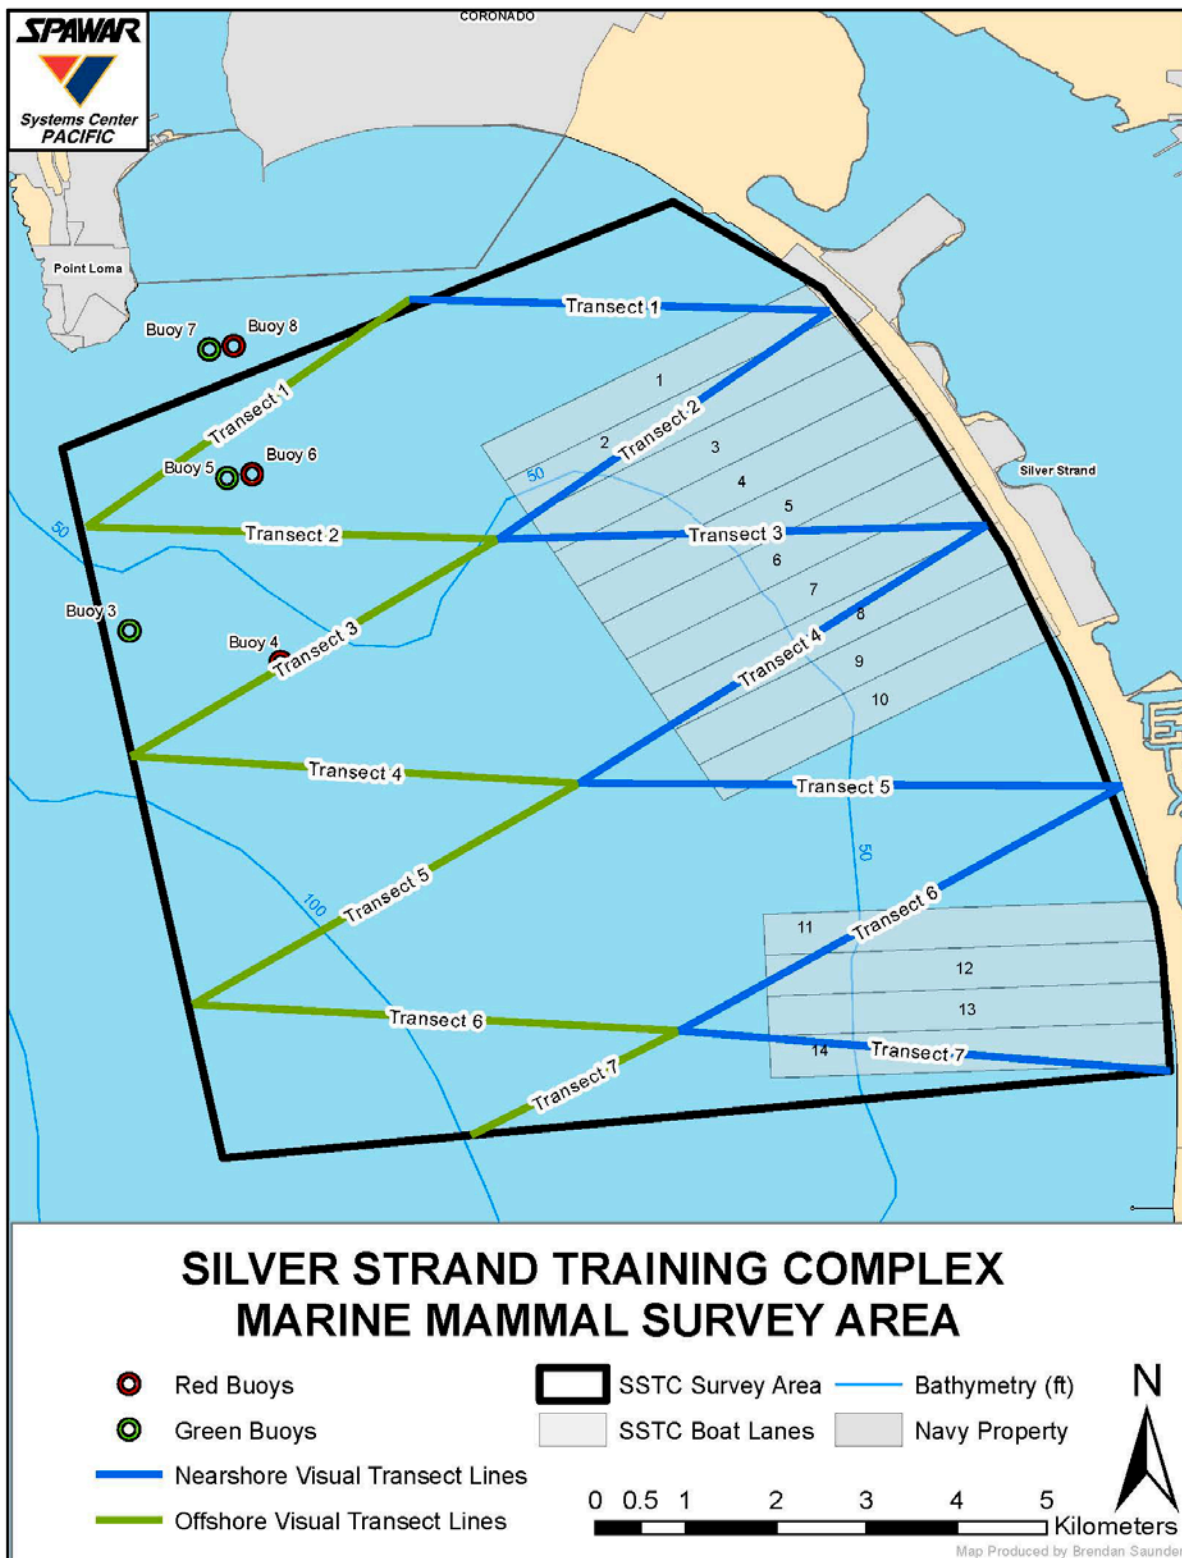 SPAWAR
Systems Center
PACIFIC
CORONADO
Point Loma
Buoy 7
Buoy 8
Transect 1
Transect 1
1
2
Transect 2
3
4
5
Buoy 5
Buoy 6
50
50
Silver Strand
Transect 2
Transect 3
6
7
8
9
10
Buoy 3
Buoy 4
Transect 3
Transect 4
Transect 4
Transect 5
50
Transect 5
100
Transect 6
11
12
13
14
Transect 6
Transect 7
Transect 7
SILVER STRAND TRAINING COMPLEX
MARINE MAMMAL SURVEY AREA
Red Buoys
Green Buoys
Nearshore Visual Transect Lines
Offshore Visual Transect Lines
SSTC Survey Area
SSTC Boat Lanes
Bathymetry (ft)
Navy Property
N
0 0.5 1 2 3 4 5
Kilometers
Map Produced by Brendan Saunder